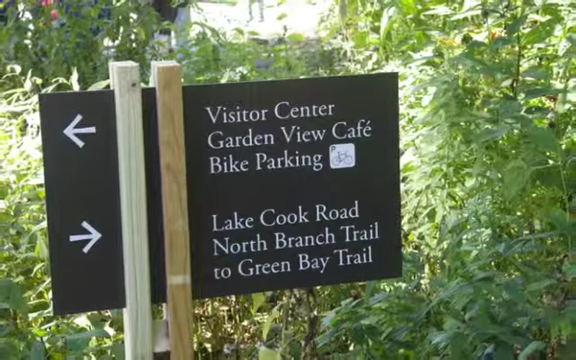 Visitor Center
Garden View Café
Bike Parking P
Lake Cook Road
North Branch Trail
to Green Bay Trail